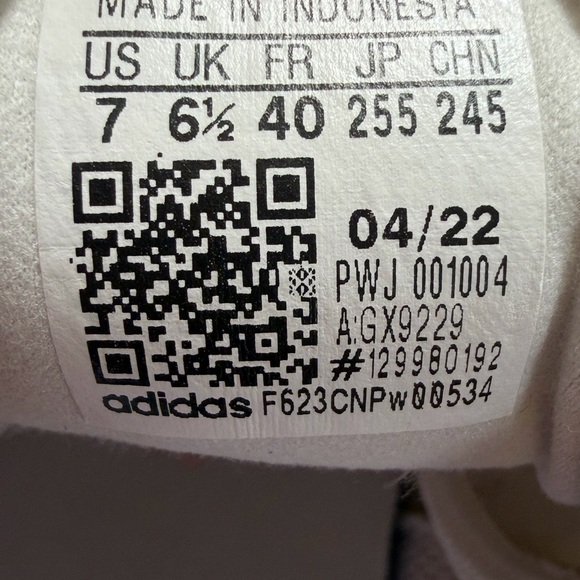 MADE IN INDONESIA
US UK FR JP CHN
7 6½ 40 255 245
04/22
PWJ 001004
A:GX9229
#129980192
adidas F623CNPw00534